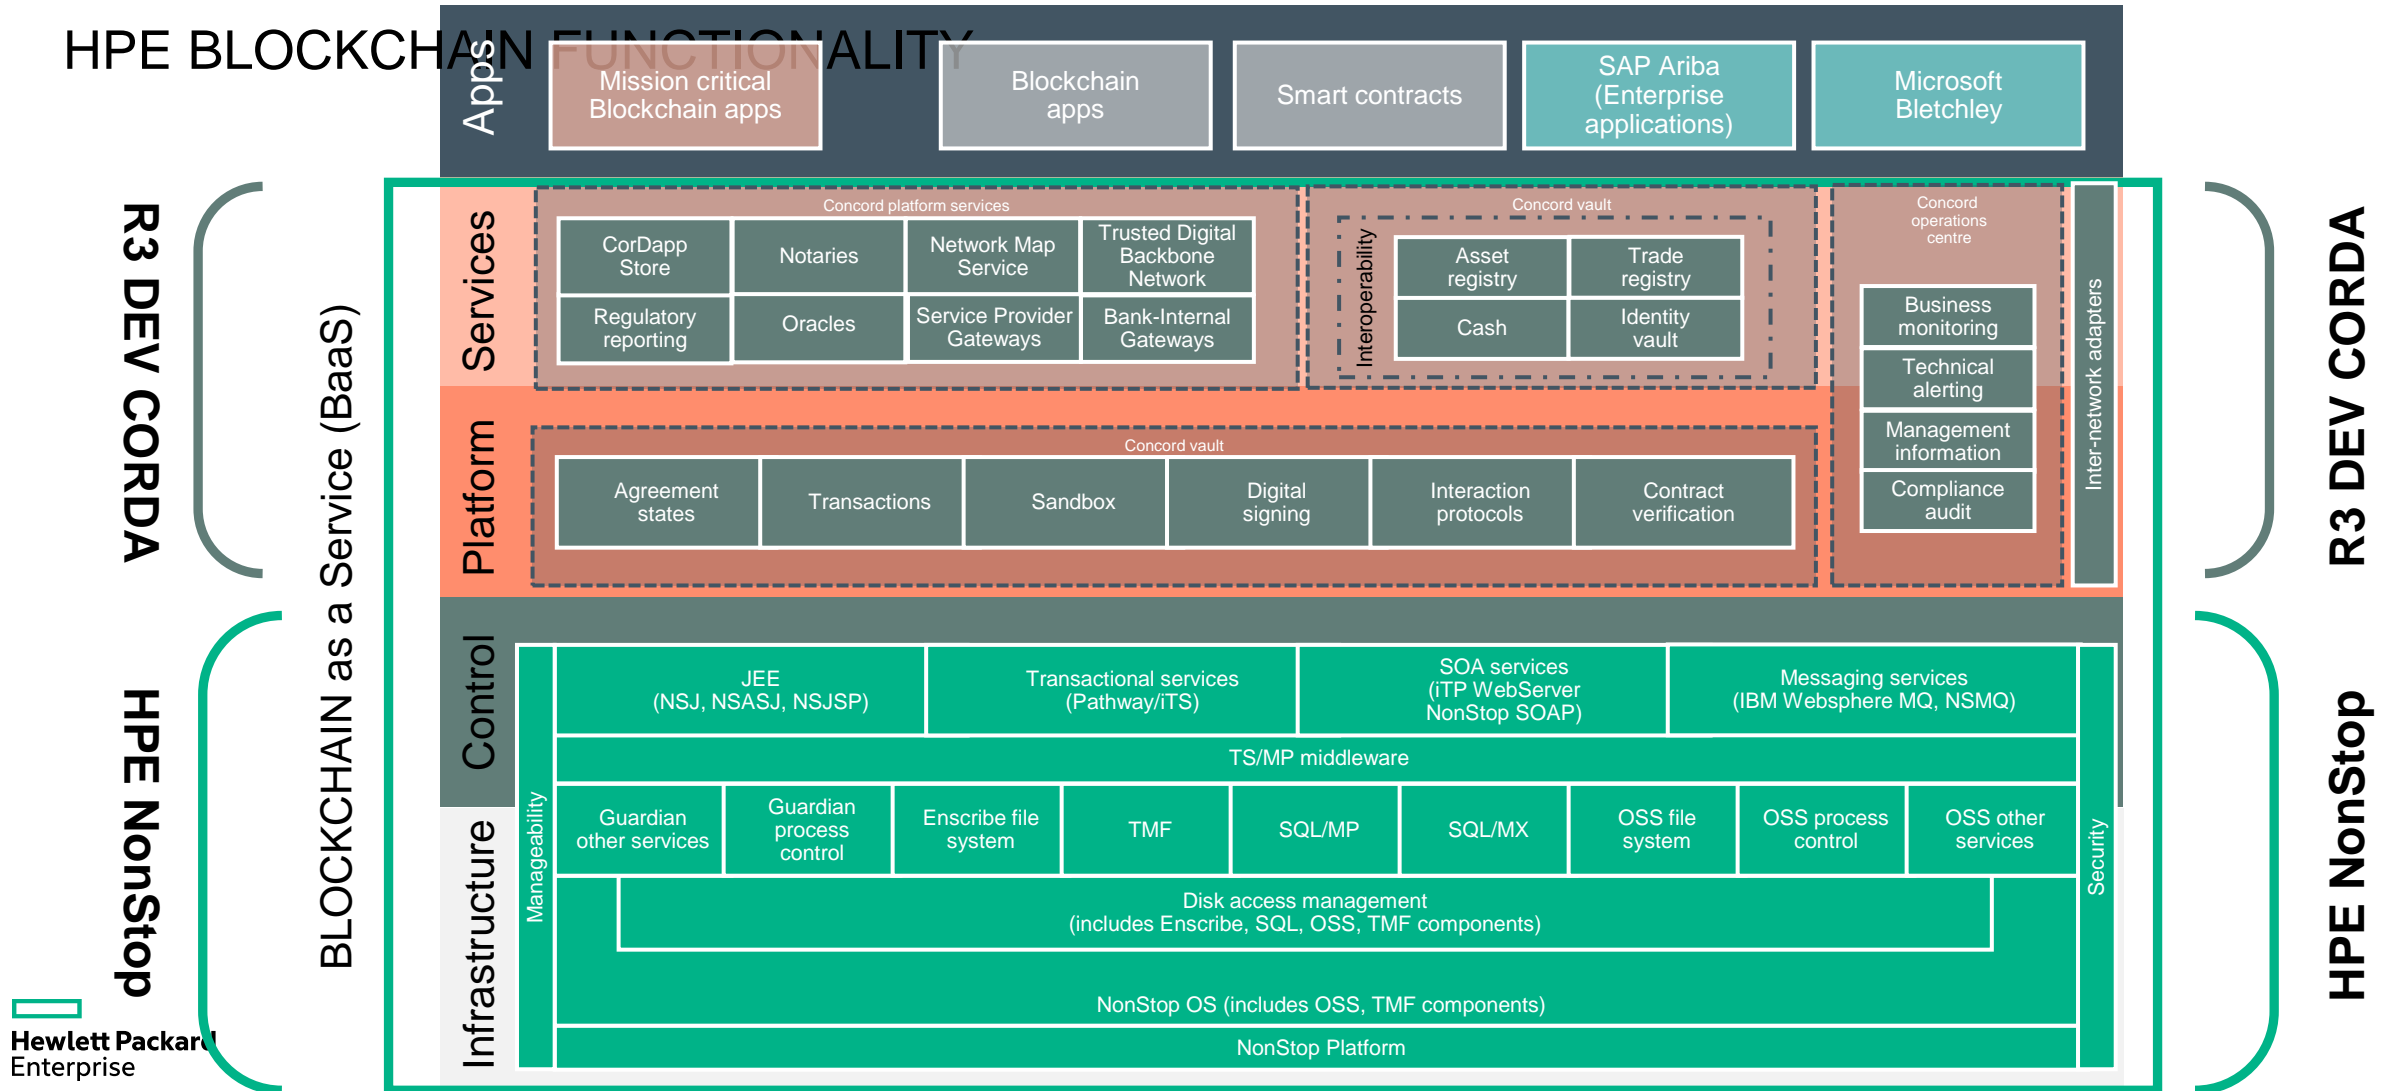 HPE BLOCKCHAIN FUNCTIONALITY
Apps
Mission critical
Blockchain apps
Blockchain
apps
Smart contracts
SAP Ariba
(Enterprise
applications)
Microsoft
Bletchley
R3 DEV CORDA
BLOCKCHAIN as a Service (BaaS)
Services
Concord platform services
CorDapp
Store
Notaries
Network Map
Service
Trusted Digital
Backbone
Network
Regulatory
reporting
Oracles
Service Provider
Gateways
Bank-Internal
Gateways
Concord vault
Interoperability
Asset
registry
Trade
registry
Cash
Identity
vault
Concord
operations
centre
Business
monitoring
Technical
alerting
Management
information
Compliance
audit
Inter-network adapters
R3 DEV CORDA
Platform
Concord vault
Agreement
states
Transactions
Sandbox
Digital
signing
Interaction
protocols
Contract
verification
HPE NonStop
Control
Manageability
JEE
(NSJ, NSASJ, NSJSP)
Transactional services
(Pathway/iTS)
SOA services
(iTP WebServer
NonStop SOAP)
Messaging services
(IBM Websphere MQ, NSMQ)
TS/MP middleware
Security
HPE NonStop
Infrastructure
Guardian
other services
Guardian
process
control
Enscribe file
system
TMF
SQL/MP
SQL/MX
OSS file
system
OSS process
control
OSS other
services
Disk access management
(includes Enscribe, SQL, OSS, TMF components)
NonStop OS (includes OSS, TMF components)
NonStop Platform
Hewlett Packard
Enterprise